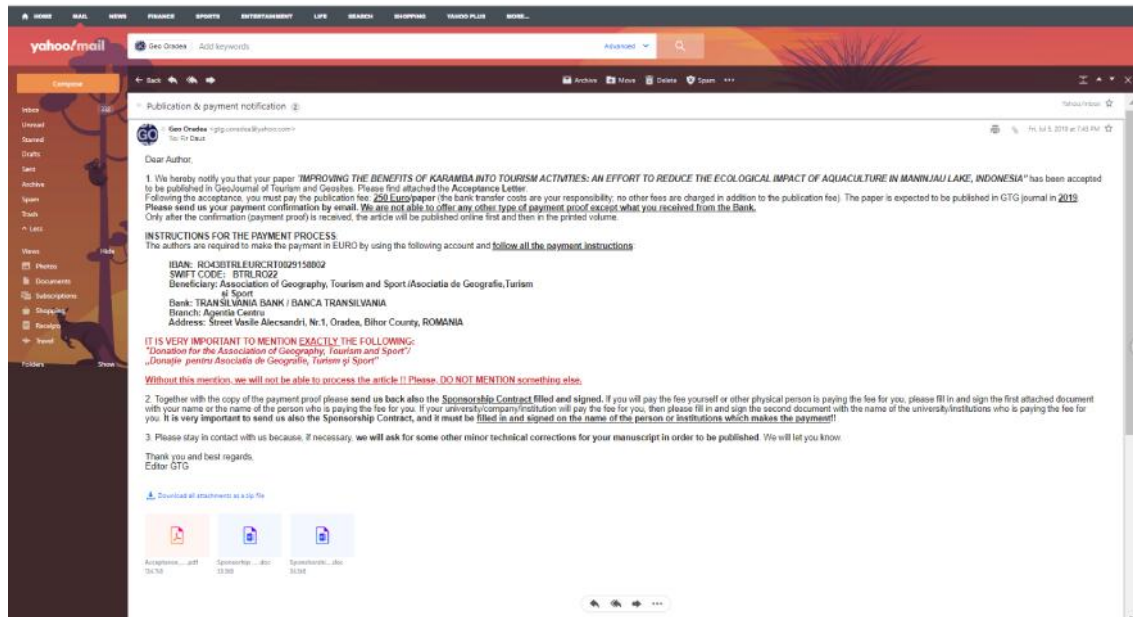 HOME MAIL NEWS FINANCE SPORTS ENTERTAINMENT LIFE SEARCH SHOPPING YAHOO PLUS MORE...
yahoo!mail
Geo Oradea Add keywords Advanced
Compose
← Back Archive Move Delete Spam
Inbox
Unread
Starred
Drafts
Sent
Archive
Spam
Trash
^ Less
Views Hide
Photos
Documents
Subscriptions
Shopping
Receipts
Travel
Folders Show
Publication & payment notification 2 Yahoo/Inbox
Geo Oradea Fri, Jul 5, 2019 at 7:43 PM
Dear Author,
1. We hereby notify you that your paper "IMPROVING THE BENEFITS OF KARAMBA INTO TOURISM ACTIVITIES: AN EFFORT TO REDUCE THE ECOLOGICAL IMPACT OF AQUACULTURE IN MANINJAU LAKE, INDONESIA" has been accepted
to be published in GeoJournal of Tourism and Geosites. Please find attached the Acceptance Letter.
Following the acceptance, you must pay the publication fee: 250 Euro/paper (the bank transfer costs are your responsibility; no other fees are charged in addition to the publication fee). The paper is expected to be published in GTG journal in 2019.
Please send us your payment confirmation by email. We are not able to offer any other type of payment proof except what you received from the Bank.
Only after the confirmation (payment proof) is received, the article will be published online first and then in the printed volume.
INSTRUCTIONS FOR THE PAYMENT PROCESS:
The authors are required to make the payment in EURO by using the following account and follow all the payment instructions:
IBAN: RO43BTRLEURCRT0029158802
SWIFT CODE: BTRLRO22
Beneficiary: Association of Geography, Tourism and Sport /Asociatia de Geografie,Turism
și Sport
Bank: TRANSILVANIA BANK / BANCA TRANSILVANIA
Branch: Agentia Centru
Address: Street Vasile Alecsandri, Nr.1, Oradea, Bihor County, ROMANIA
IT IS VERY IMPORTANT TO MENTION EXACTLY THE FOLLOWING:
"Donation for the Association of Geography, Tourism and Sport"/
„Donație pentru Asociatia de Geografie, Turism și Sport"
Without this mention, we will not be able to process the article !! Please, DO NOT MENTION something else.
2. Together with the copy of the payment proof please send us back also the Sponsorship Contract filled and signed. If you will pay the fee yourself or other physical person is paying the fee for you, please fill in and sign the first attached document
with your name or the name of the person who is paying the fee for you. If your university/company/institution will pay the fee for you, then please fill in and sign the second document with the name of the university/institutions who is paying the fee for
you. It is very important to send us also the Sponsorship Contract, and it must be filled in and signed on the name of the person or institutions which makes the payment!!
3. Please stay in contact with us because, if necessary, we will ask for some other minor technical corrections for your manuscript in order to be published. We will let you know.
Thank you and best regards,
Editor GTG
Download all attachments as a zip file
Acceptance... .pdf Sponsorship ... .doc .doc